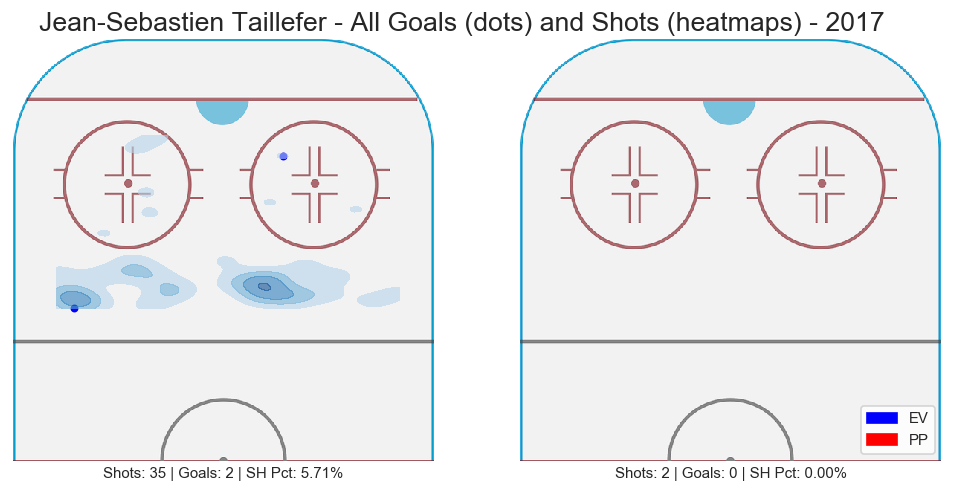 Jean-Sebastien Taillefer - All Goals (dots) and Shots (heatmaps) - 2017
EV
PP
Shots: 35 | Goals: 2 | SH Pct: 5.71%
Shots: 2 | Goals: 0 | SH Pct: 0.00%